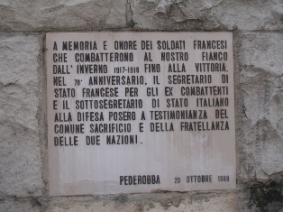 A MEMORIA E ONORE DEI SOLDATI FRANCESI
CHE COMBATTERONO AL NOSTRO FIANCO
DALL'INVERNO 1917-1918 FINO ALLA VITTORIA.
NEL 70° ANNIVERSARIO, IL SEGRETARIO DI
STATO FRANCESE PER GLI EX COMBATTENTI
E IL SOTTOSEGRETARIO DI STATO ITALIANO
ALLA DIFESA POSERO A TESTIMONIANZA DEL
COMUNE SACRIFICIO E DELLA FRATELLANZA
DELLE DUE NAZIONI.
PEDEROBBA OTTOBRE